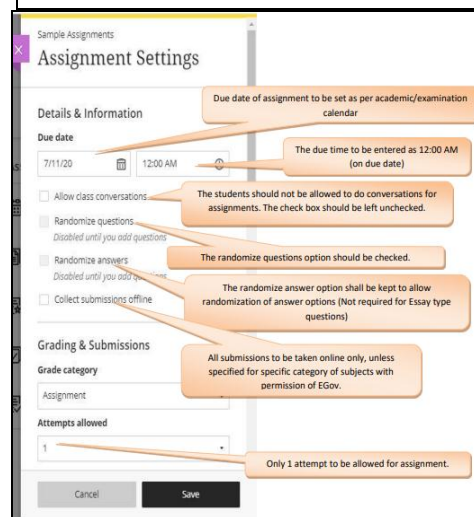 Sample Assignments
Assignment Settings
Details & Information
Due date
7/11/20
12:00 AM
Allow class conversations
Randomize questions
Disabled until you add questions
Randomize answers
Disabled until you add questions
Collect submissions offline
Grading & Submissions
Grade category
Assignment
Attempts allowed
1
Cancel
Save
Due date of assignment to be set as per academic/examination
calendar
The due time to be entered as 12:00 AM
(on due date)
The students should not be allowed to do conversations for
assignments. The check box should be left unchecked.
The randomize questions option should be checked.
The randomize answer option shall be kept to allow
randomization of answer options (Not required for Essay type
questions)
All submissions to be taken online only, unless
specified for specific category of subjects with
permission of EGov.
Only 1 attempt to be allowed for assignment.